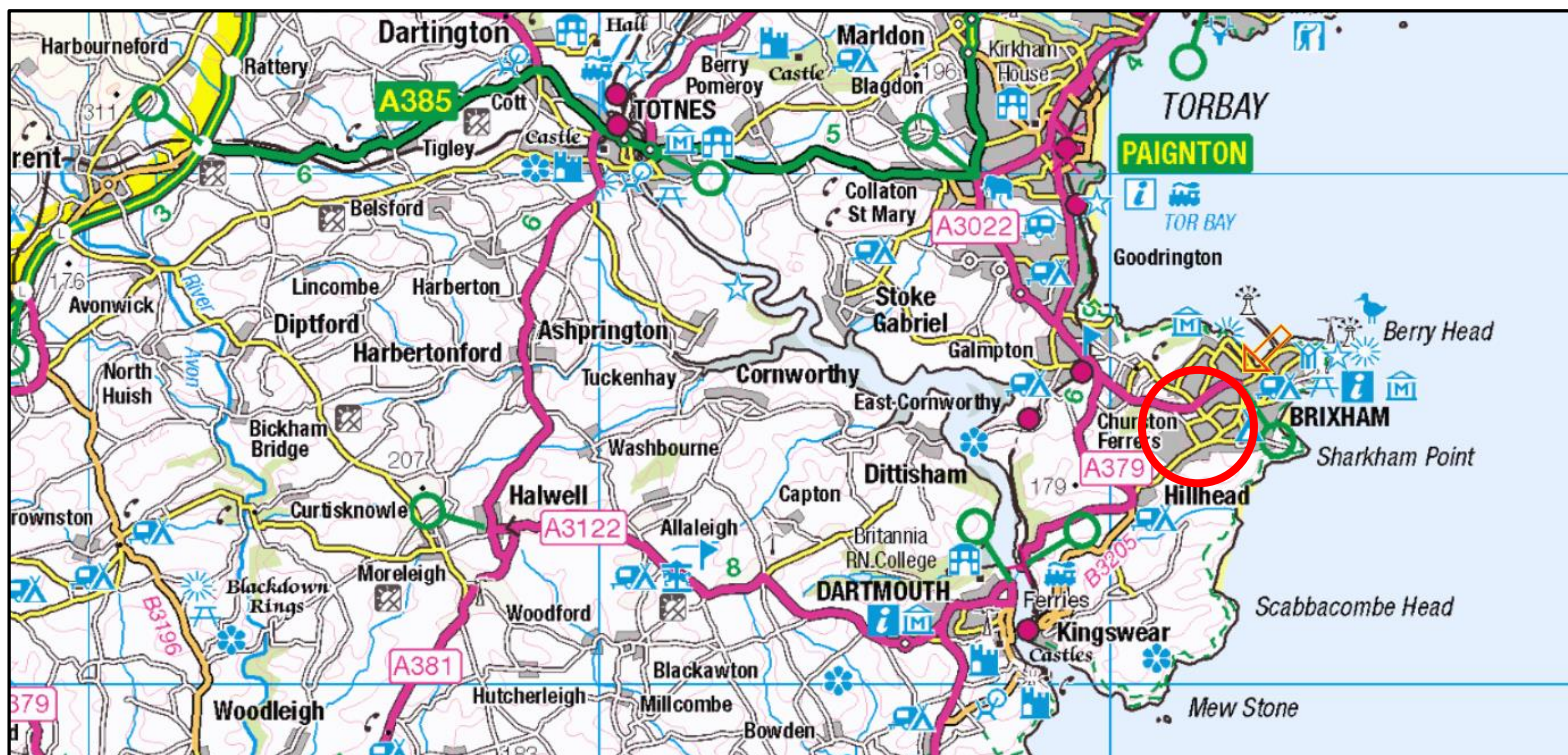 Harbourneford
Rattery
311
rent
176
A385
6
3
Dartington
Cott
Tigley
Hall
TOTNES
Castle
Berry
Pomeroy
Castle
Marldon
Blagdon
196
Kirkham
House
4
5
TORBAY
PAIGNTON
TOR BAY
Collaton
St Mary
A3022
Goodrington
Belsford
6
Avonwick
River
Avon
Lincombe
Harberton
Diptford
Harbertonford
Ashprington
61
Stoke
Gabriel
Galmpton
5
Berry Head
North
Huish
Tuckenhay
Cornworthy
East Cornworthy
6
Churston
Ferrers
BRIXHAM
Sharkham Point
Bickham
Bridge
207
Washbourne
Dittisham
A379
179
Hillhead
rownston
Curtisknowle
Halwell
A3122
Allaleigh
Capton
Britannia
RN.College
B3205
B3196
Blackdown
Rings
Moreleigh
Woodford
8
DARTMOUTH
Ferries
Kingswear
Castles
Scabbacombe Head
A381
Blackawton
379
Woodleigh
Hutcherleigh
Millcombe
Bowden
183
Mew Stone